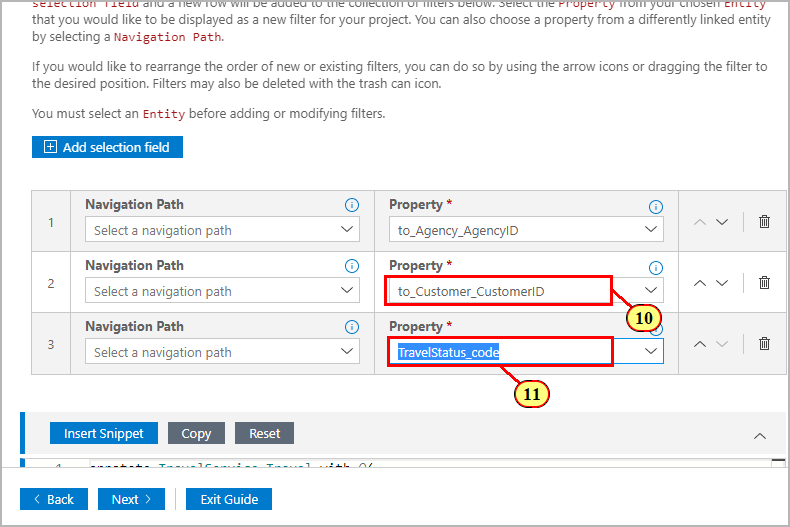 selection field and a new row will be added to the collection of filters below. Select the Property from your chosen Entity
that you would like to be displayed as a new filter for your project. You can also choose a property from a differently linked entity
by selecting a Navigation Path.
If you would like to rearrange the order of new or existing filters, you can do so by using the arrow icons or dragging the filter to
the desired position. Filters may also be deleted with the trash can icon.
You must select an Entity before adding or modifying filters.
Add selection field
Navigation Path
Property *
1
Select a navigation path
to_Agency_AgencyID
Navigation Path
Property *
2
Select a navigation path
to_Customer_CustomerID
10
Navigation Path
Property *
3
Select a navigation path
TravelStatus_code
11
Insert Snippet
Copy
Reset
1 annotate TravelService.Travel with @(
Back
Next
Exit Guide